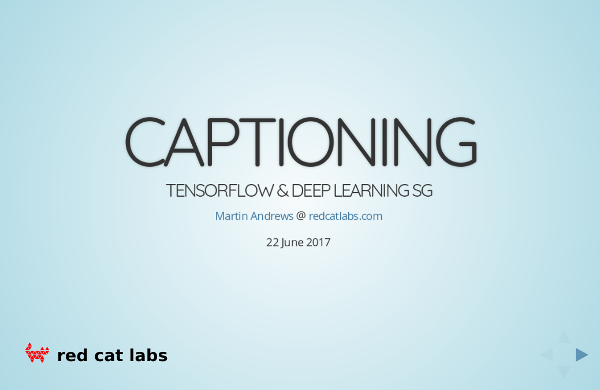 CAPTIONING
TENSORFLOW & DEEP LEARNING SG
Martin Andrews @ redcatlabs.com
22 June 2017
red cat labs